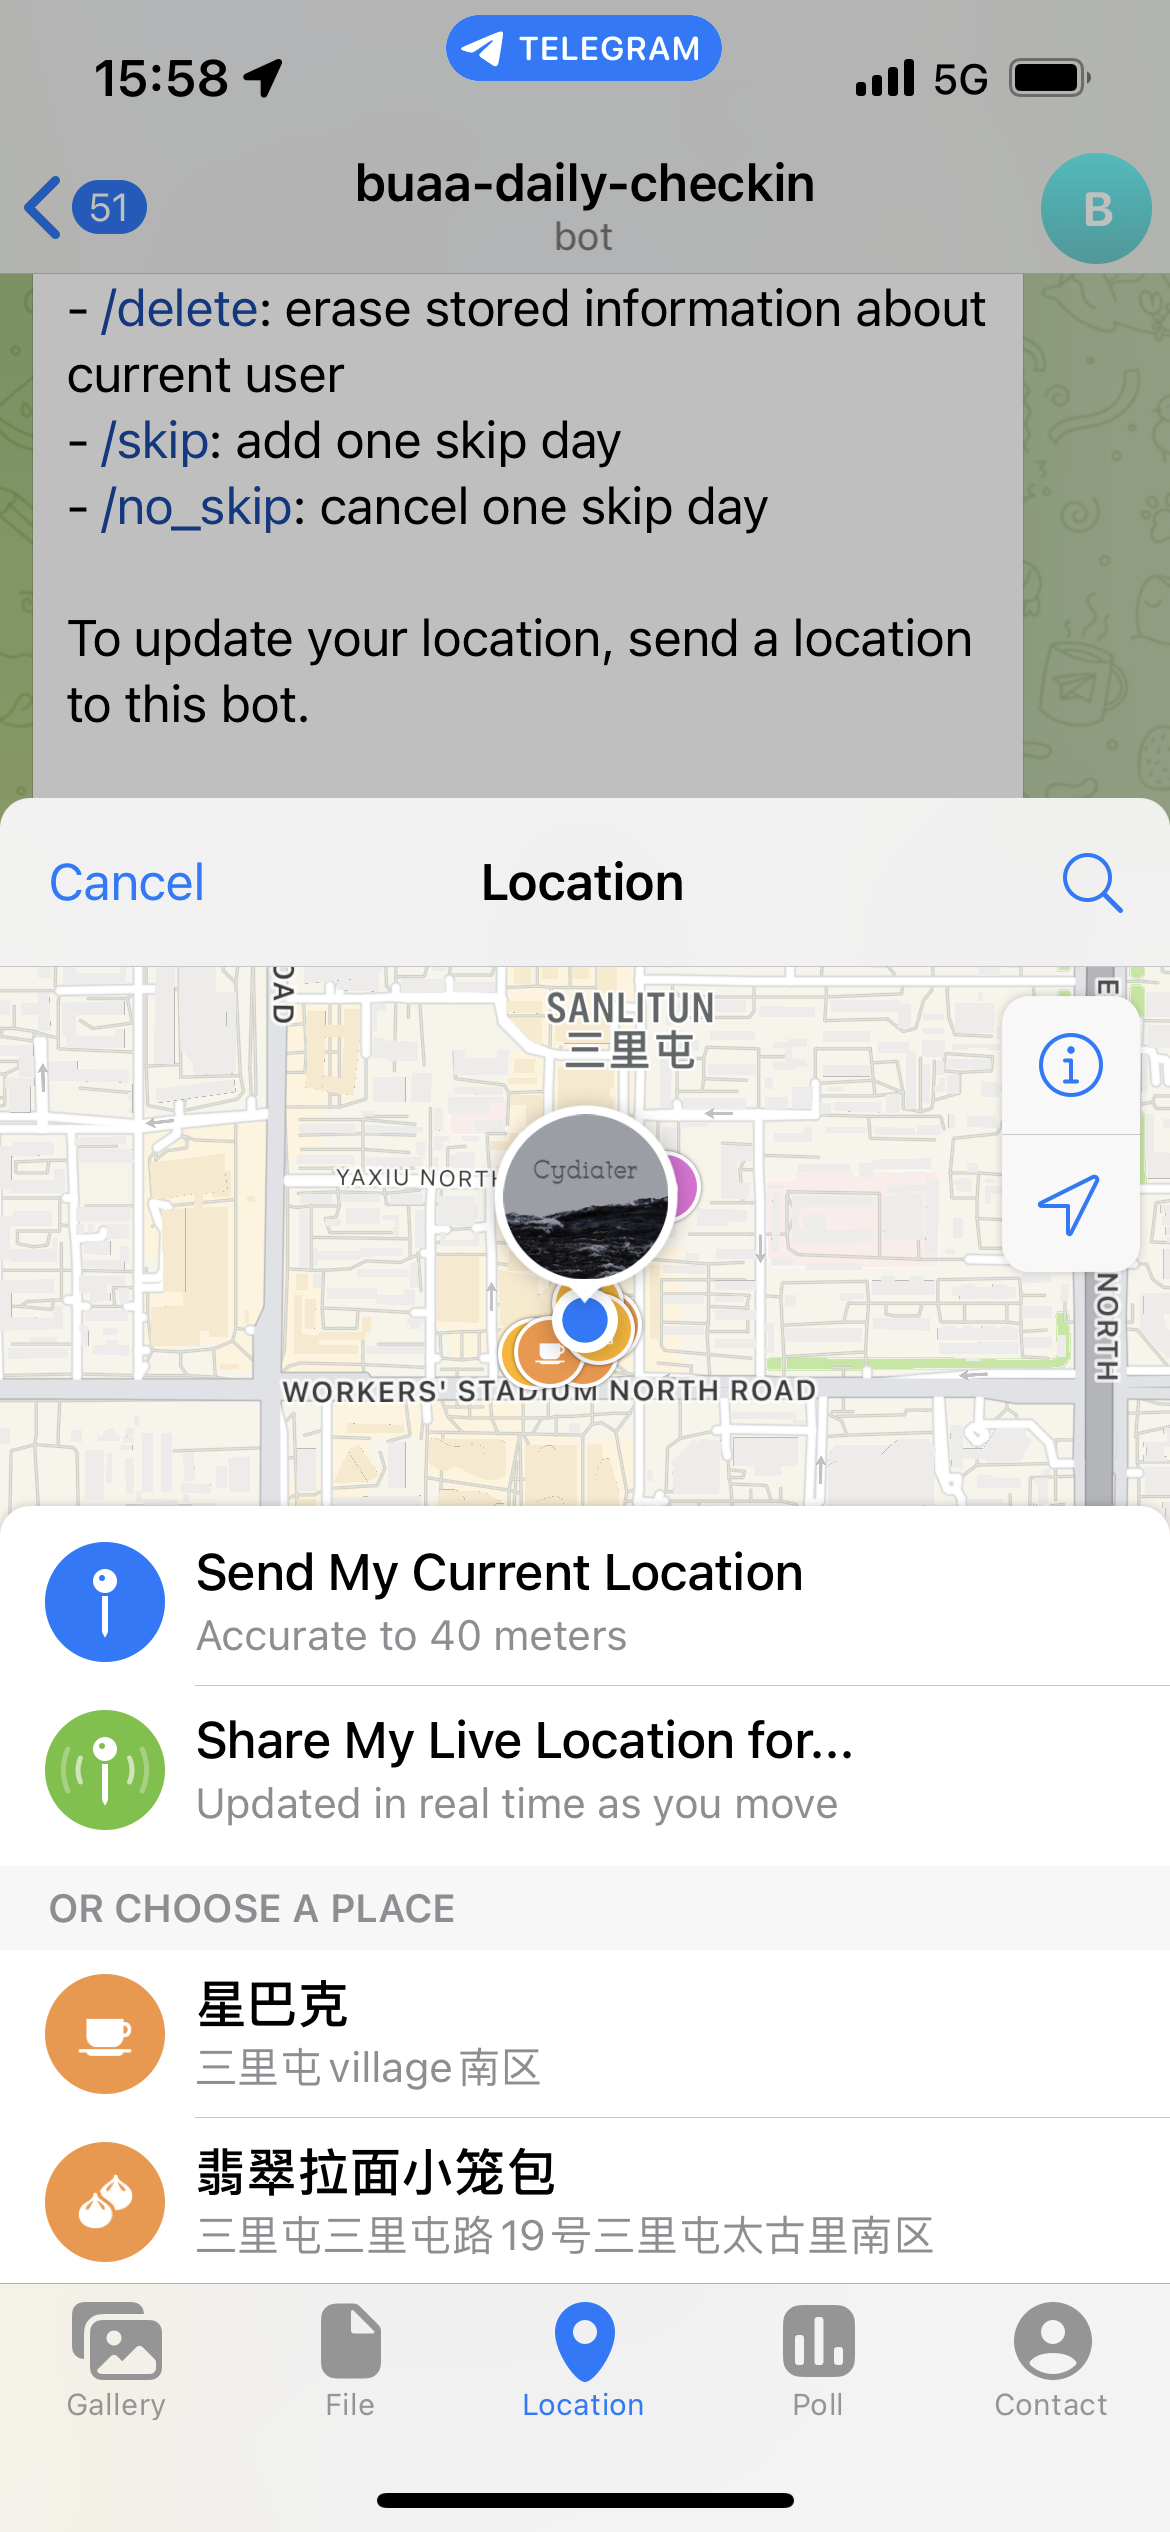 15:58
TELEGRAM
5G
51
buaa-daily-checkin
bot
B
- /delete: erase stored information about
current user
- /skip: add one skip day
- /no_skip: cancel one skip day
To update your location, send a location
to this bot.
Cancel
Location
OAD
SANLITUN
三里屯
E
YAXIU NORTH
Cydiater
NORTH
WORKERS' STADIUM NORTH ROAD
Send My Current Location
Accurate to 40 meters
Share My Live Location for...
Updated in real time as you move
OR CHOOSE A PLACE
星巴克
三里屯village南区
翡翠拉面小笼包
三里屯三里屯路19号三里屯太古里南区
Gallery
File
Location
Poll
Contact